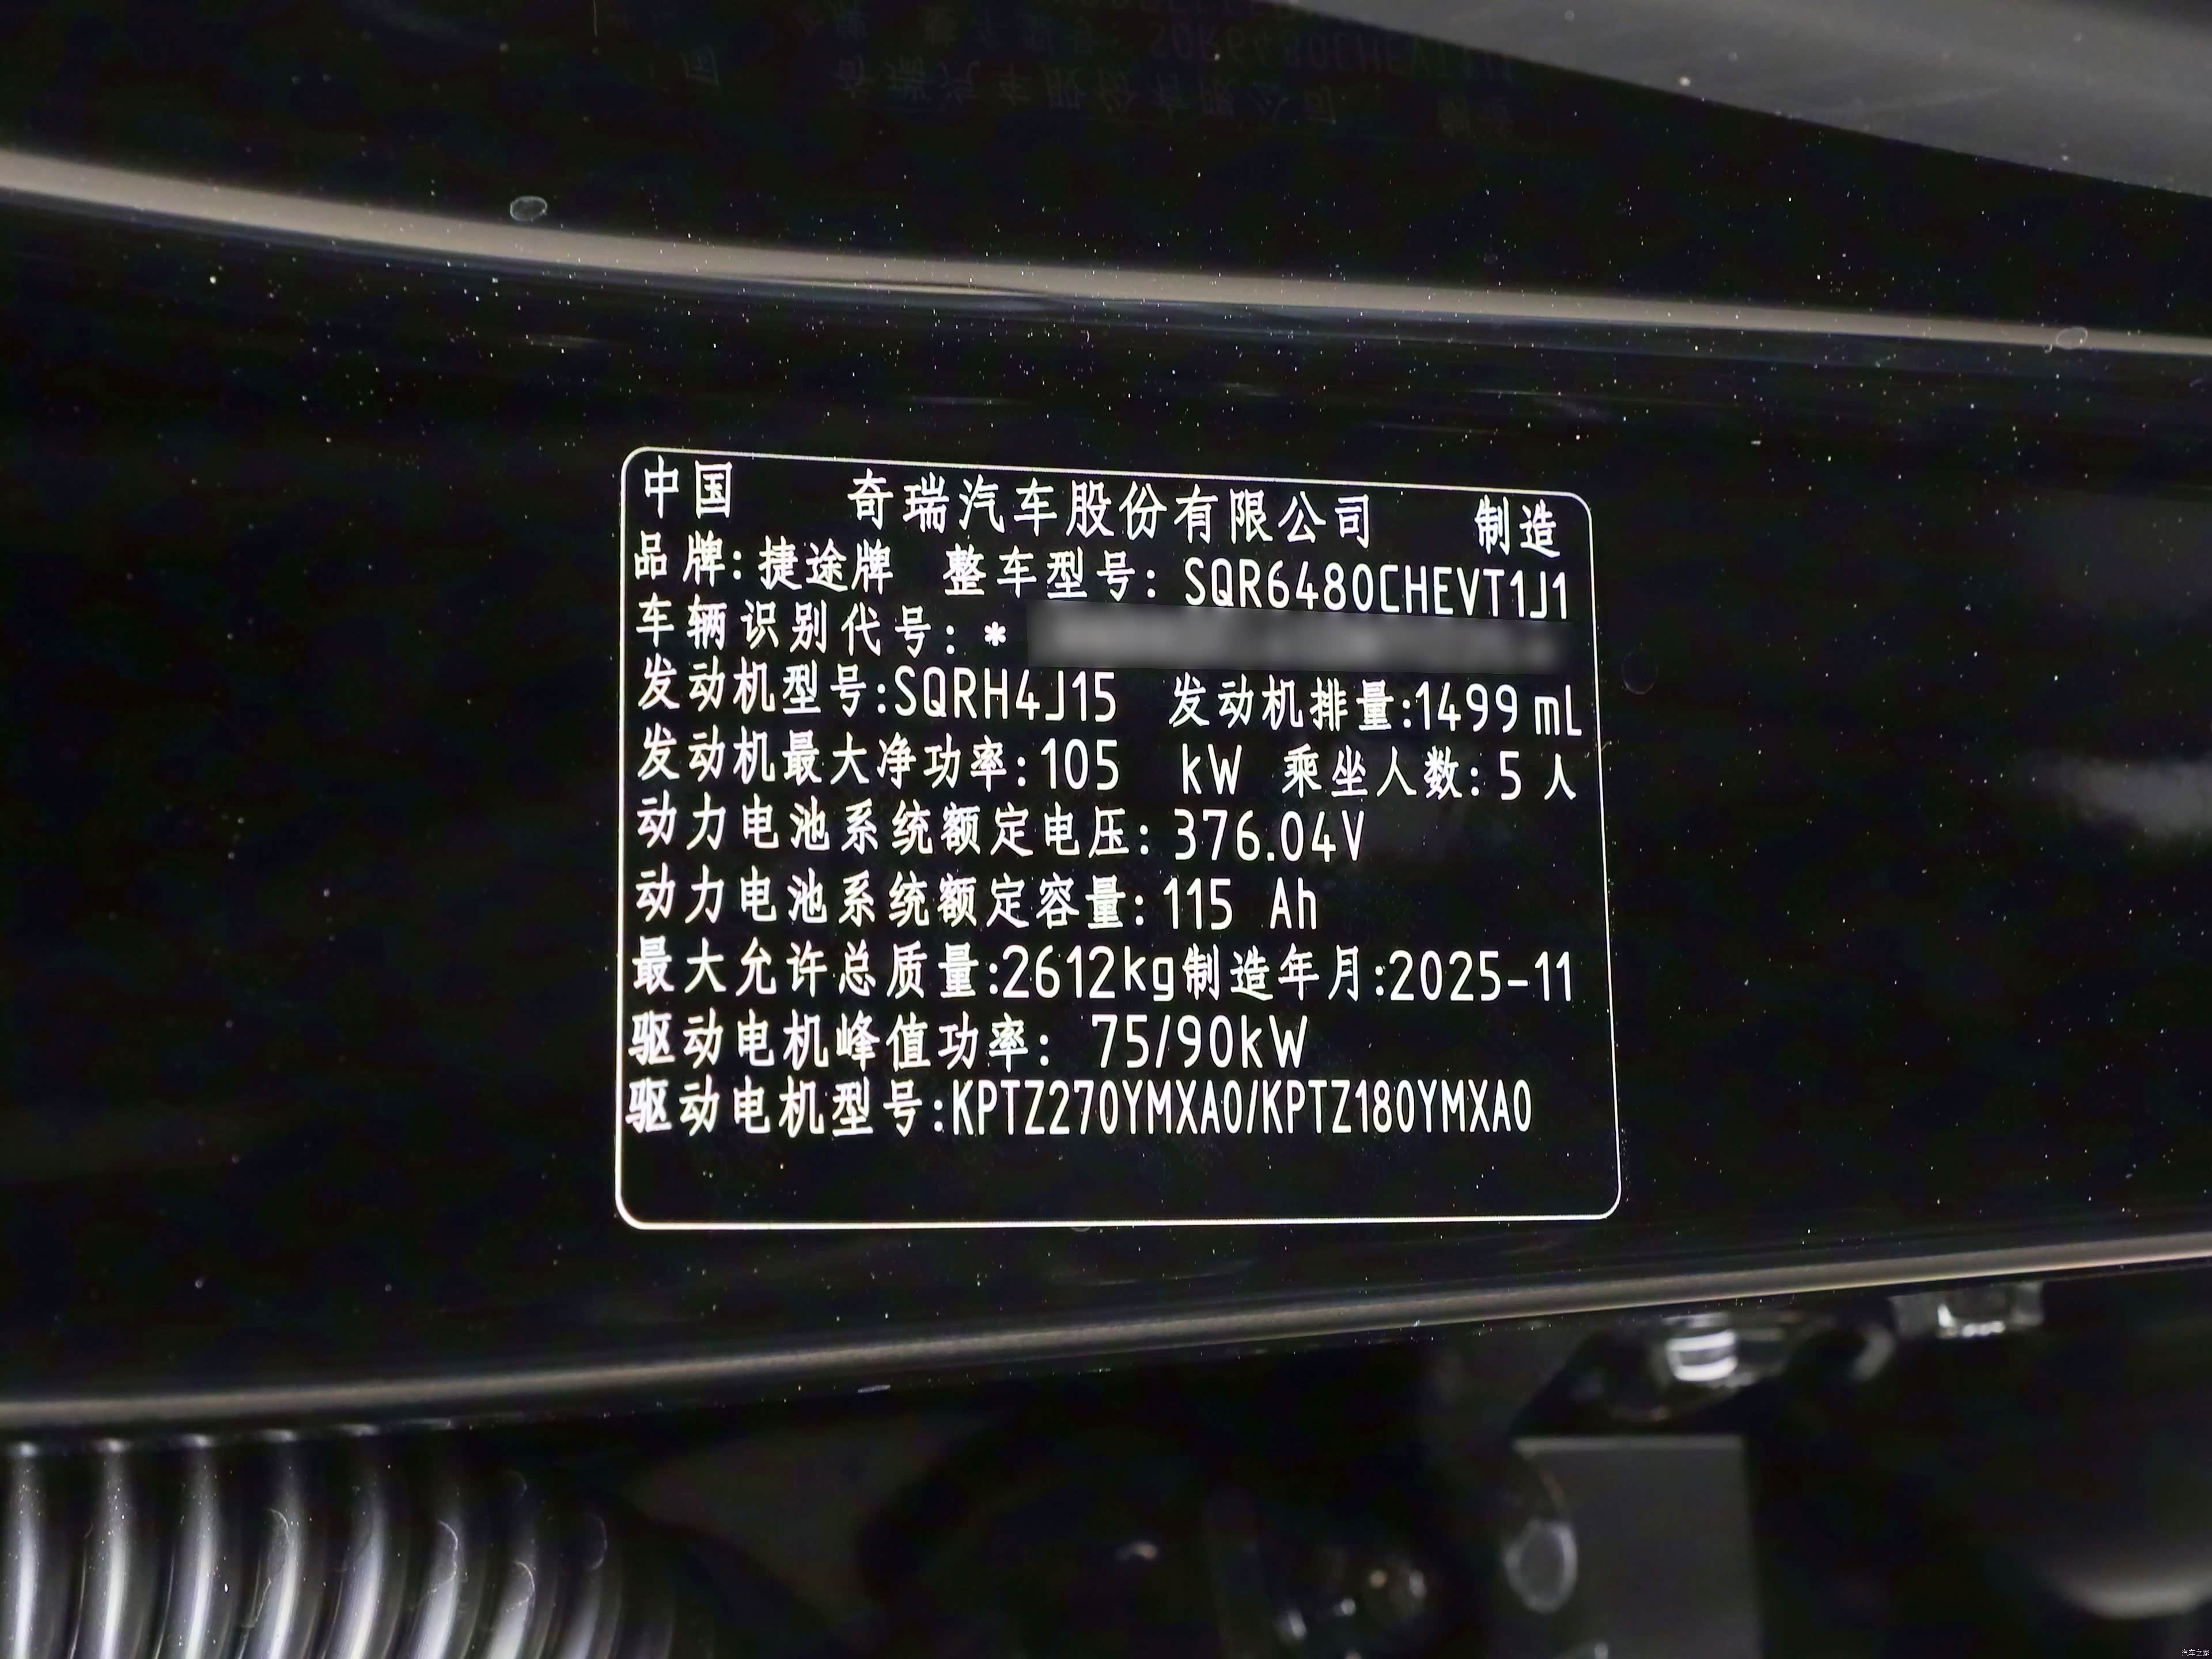 中国 奇瑞汽车股份有限公司 制造
品牌:捷途牌 整车型号: SQR6480CHEVT1J1
车辆识别代号: *
发动机型号:SQRH4J15 发动机排量:1499 mL
发动机最大净功率:105 kW 乘坐人数:5 人
动力电池系统额定电压: 376.04V
动力电池系统额定容量: 115 Ah
最大允许总质量:2612kg制造年月:2025-11
驱动电机峰值功率: 75/90kW
驱动电机型号:KPTZ270YMXA0/KPTZ180YMXA0
汽车之家